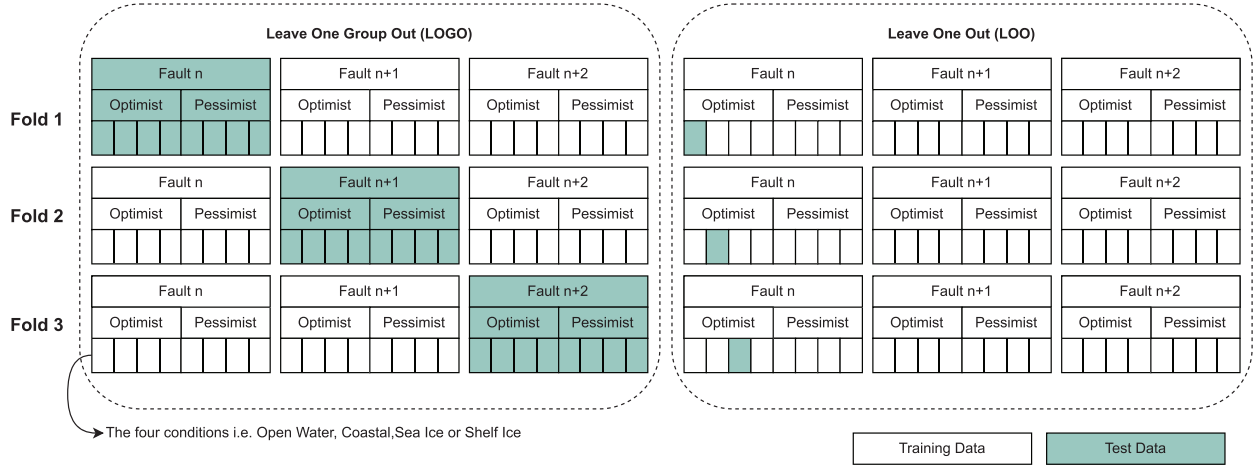 Leave One Group Out (LOGO)
Leave One Out (LOO)
Fold 1
Fault n
Fault n+1
Fault n+2
Fault n
Fault n+1
Fault n+2
Optimist Pessimist
Optimist Pessimist
Optimist Pessimist
Optimist Pessimist
Optimist Pessimist
Optimist Pessimist
Fold 2
Fault n
Fault n+1
Fault n+2
Fault n
Fault n+1
Fault n+2
Optimist Pessimist
Optimist Pessimist
Optimist Pessimist
Optimist Pessimist
Optimist Pessimist
Optimist Pessimist
Fold 3
Fault n
Fault n+1
Fault n+2
Fault n
Fault n+1
Fault n+2
Optimist Pessimist
Optimist Pessimist
Optimist Pessimist
Optimist Pessimist
Optimist Pessimist
Optimist Pessimist
The four conditions i.e. Open Water, Coastal,Sea Ice or Shelf Ice
Training Data
Test Data